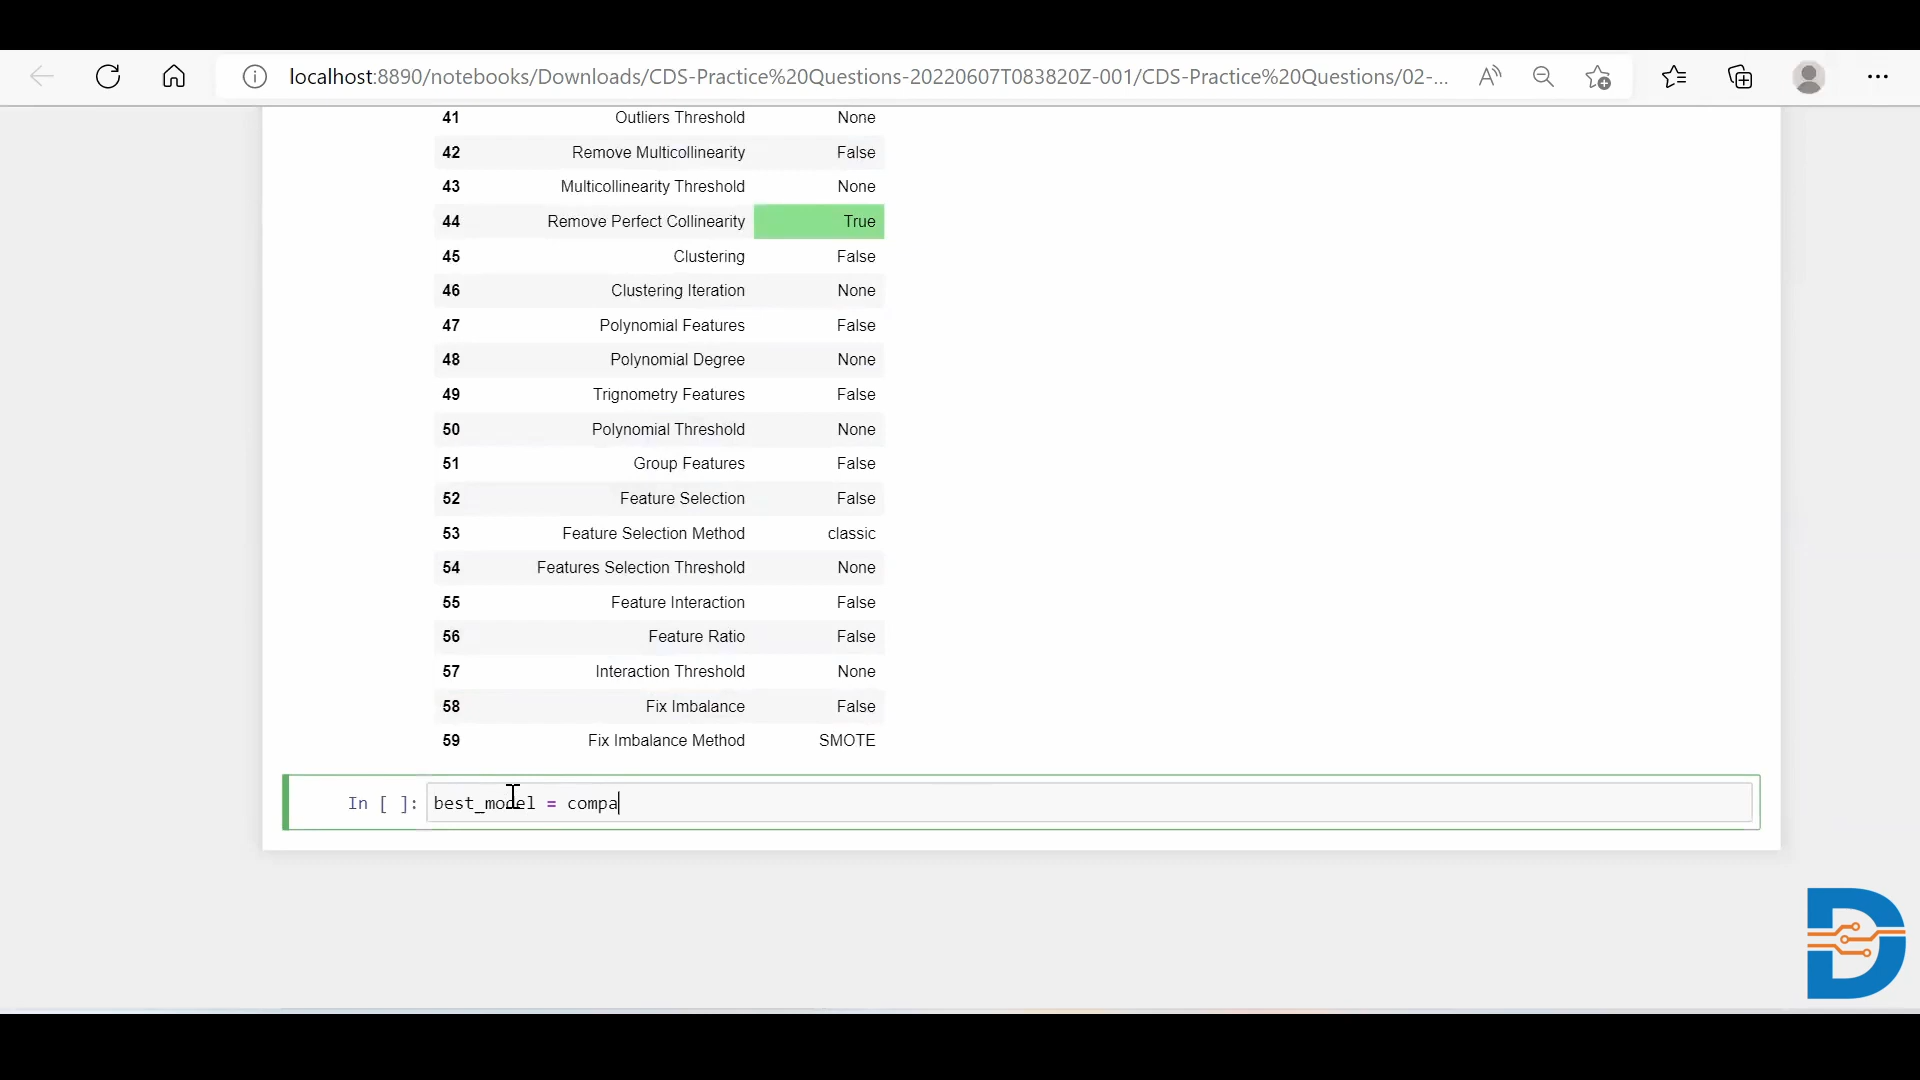 localhost:8890/notebooks/Downloads/CDS-Practice%20Questions-20220607T083820Z-001/CDS-Practice%20Questions/02-...
41 Outliers Threshold None
42 Remove Multicollinearity False
43 Multicollinearity Threshold None
44 Remove Perfect Collinearity True
45 Clustering False
46 Clustering Iteration None
47 Polynomial Features False
48 Polynomial Degree None
49 Trignometry Features False
50 Polynomial Threshold None
51 Group Features False
52 Feature Selection False
53 Feature Selection Method classic
54 Features Selection Threshold None
55 Feature Interaction False
56 Feature Ratio False
57 Interaction Threshold None
58 Fix Imbalance False
59 Fix Imbalance Method SMOTE
In [ ]: best_model = compa